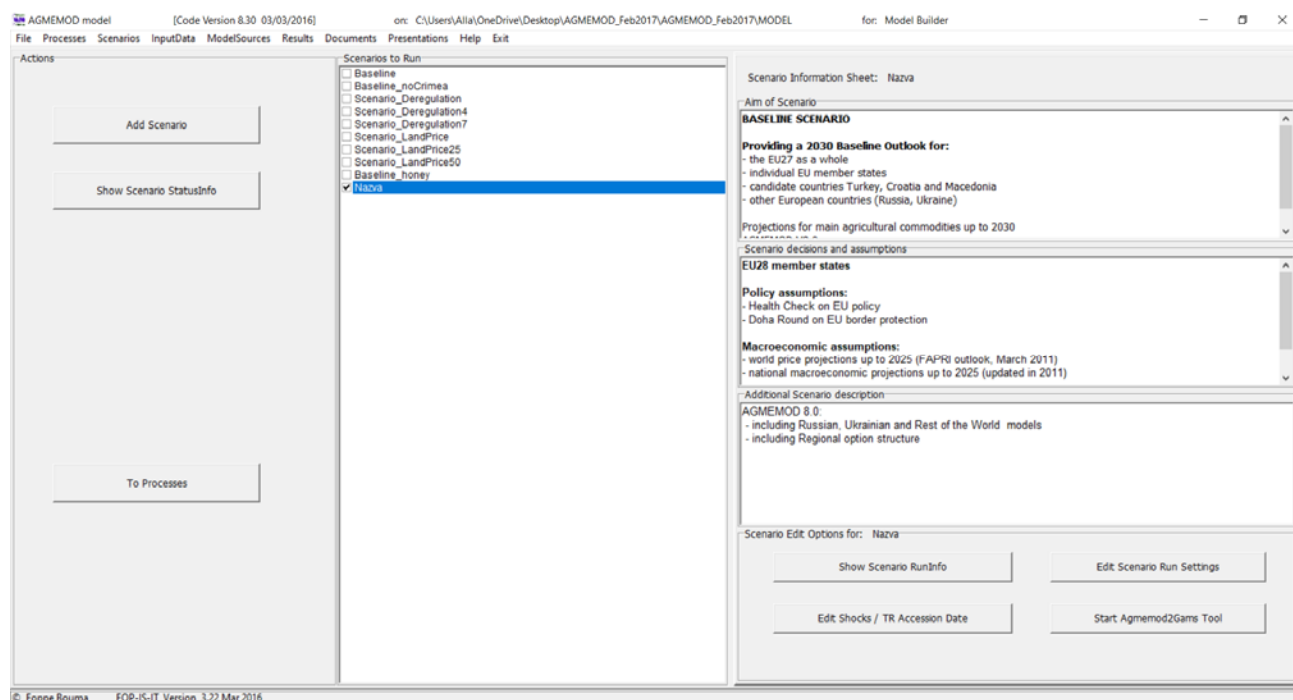 AGMEMOD model [Code Version 8.30 03/03/2016] on: C:\Users\Alla\OneDrive\Desktop\AGMEMOD_Feb2017\AGMEMOD_Feb2017\MODEL for: Model Builder
File Processes Scenarios InputData ModelSources Results Documents Presentations Help Exit
Actions
Add Scenario
Show Scenario StatusInfo
To Processes
Scenarios to Run
Baseline
Baseline_noCrimea
Scenario_Deregulation
Scenario_Deregulation4
Scenario_Deregulation7
Scenario_LandPrice
Scenario_LandPrice25
Scenario_LandPrice50
Baseline_honey
Nazva
Scenario Information Sheet: Nazva
Aim of Scenario
BASELINE SCENARIO
Providing a 2030 Baseline Outlook for:
- the EU27 as a whole
- individual EU member states
- candidate countries Turkey, Croatia and Macedonia
- other European countries (Russia, Ukraine)
Projections for main agricultural commodities up to 2030
Scenario decisions and assumptions
EU28 member states
Policy assumptions:
- Health Check on EU policy
- Doha Round on EU border protection
Macroeconomic assumptions:
- world price projections up to 2025 (FAPRI outlook, March 2011)
- national macroeconomic projections up to 2025 (updated in 2011)
Additional Scenario description
AGMEMOD 8.0:
- including Russian, Ukrainian and Rest of the World models
- including Regional option structure
Scenario Edit Options for: Nazva
Show Scenario RunInfo
Edit Scenario Run Settings
Edit Shocks / TR Accession Date
Start Agmemod2Gams Tool
© Foppe Bouma EOP-IS-IT Version 3.22 Mar 2016